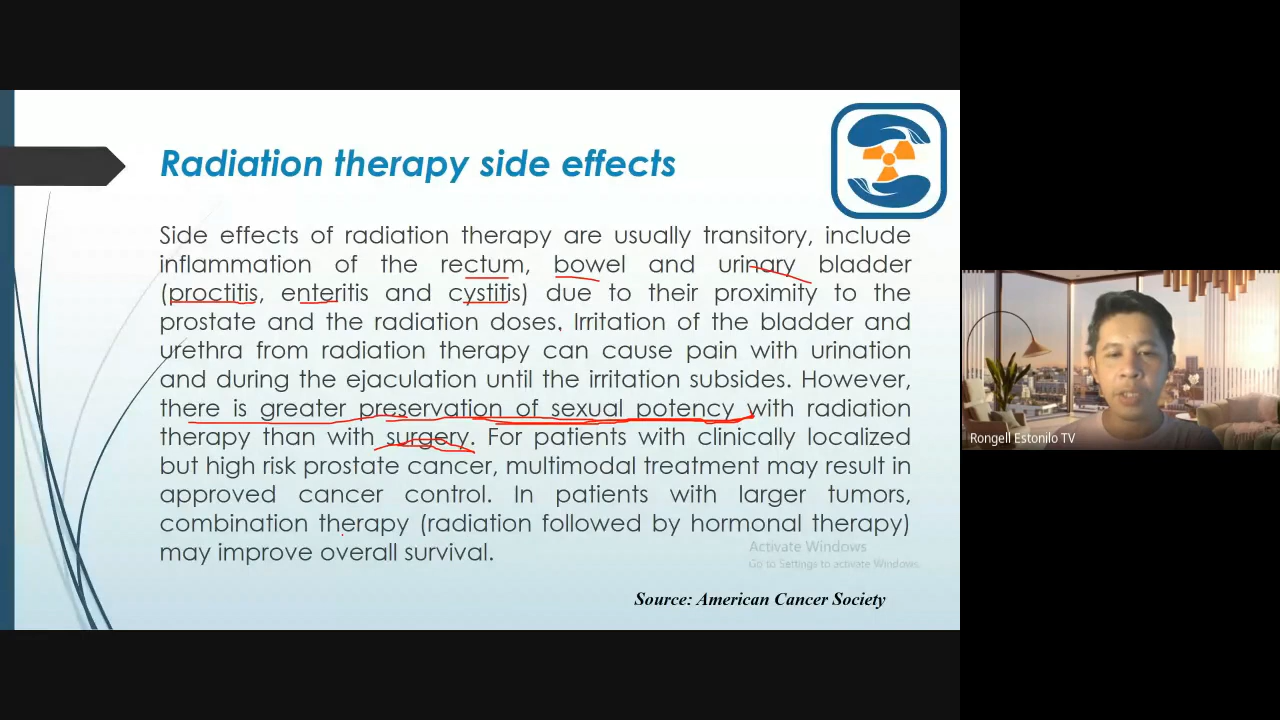 Radiation therapy side effects
Side effects of radiation therapy are usually transitory, include
inflammation of the rectum, bowel and urinary bladder
(proctitis, enteritis and cystitis) due to their proximity to the
prostate and the radiation doses. Irritation of the bladder and
urethra from radiation therapy can cause pain with urination
and during the ejaculation until the irritation subsides. However,
there is greater preservation of sexual potency with radiation
therapy than with surgery. For patients with clinically localized
but high risk prostate cancer, multimodal treatment may result in
approved cancer control. In patients with larger tumors,
combination therapy (radiation followed by hormonal therapy)
may improve overall survival.
Activate Windows
Go to Settings to activate Windows.
Source: American Cancer Society
Rongell Estonilo TV